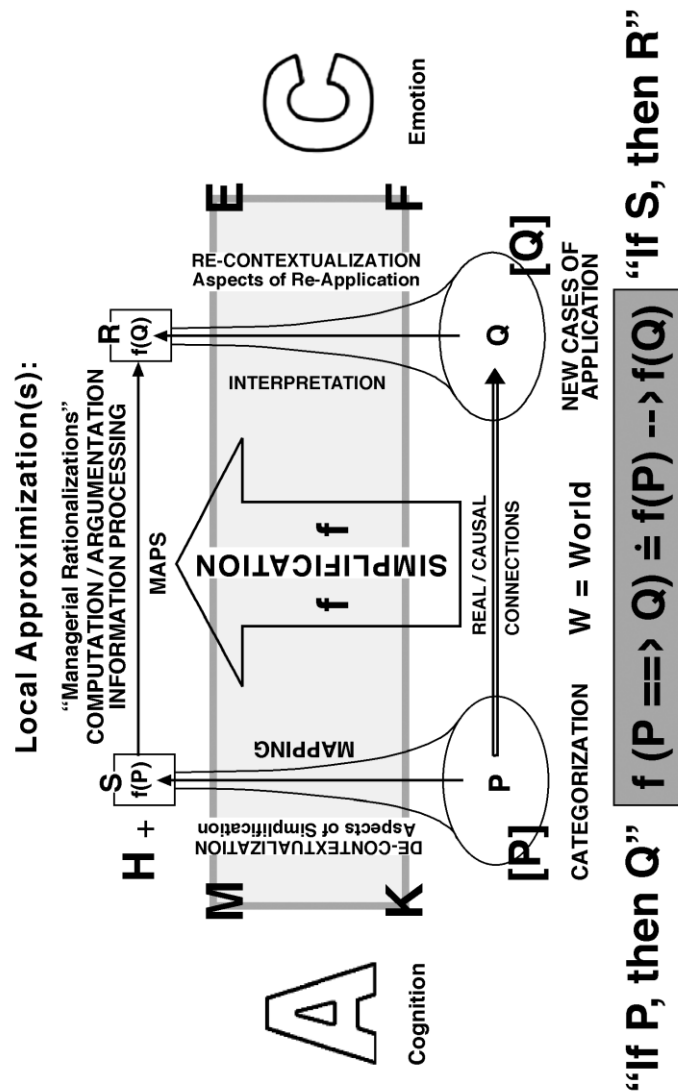 Local Approximization(s):
"Managerial Rationalizations"
COMPUTATION / ARGUMENTATION
INFORMATION PROCESSING
H +
S
f(P)
MAPS
R
f(Q)
M
E
A
Cognition
DE-CONTEXTUALIZATION
Aspects of Simplification
MAPPING
f
SIMPLIFICATION
f
INTERPRETATION
RE-CONTEXTUALIZATION
Aspects of Re-Application
C
Emotion
K
F
P
[P]
REAL / CAUSAL
CONNECTIONS
Q
[Q]
CATEGORIZATION
W = World
NEW CASES OF
APPLICATION
"If P, then Q"
f (P ==> Q) ≐ f(P) --> f(Q)
"If S, then R"